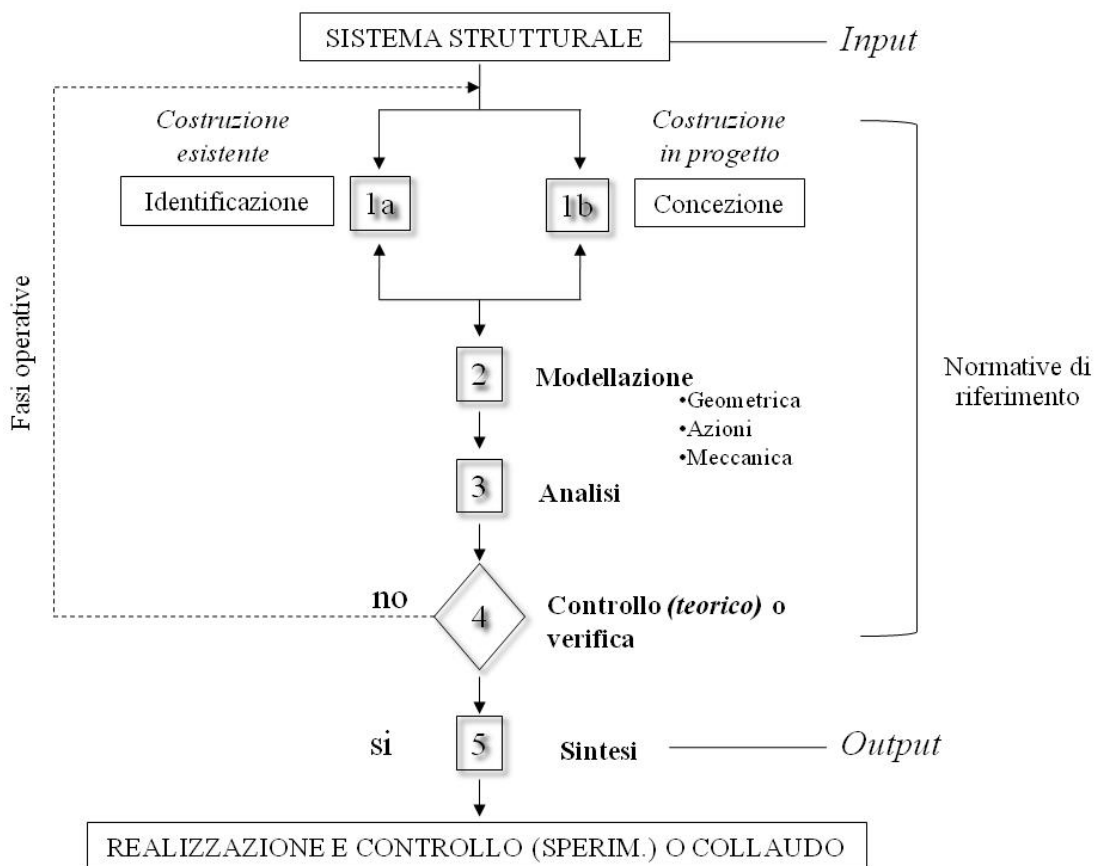 SISTEMA STRUTTURALE
Input
Costruzione
esistente
Costruzione
in progetto
Identificazione
1a
1b
Concezione
Fasi operative
Normative di
riferimento
2
Modellazione
•Geometrica
•Azioni
•Meccanica
3
Analisi
no
4
Controllo (teorico) o
verifica
si
5
Sintesi
Output
REALIZZAZIONE E CONTROLLO (SPERIM.) O COLLAUDO